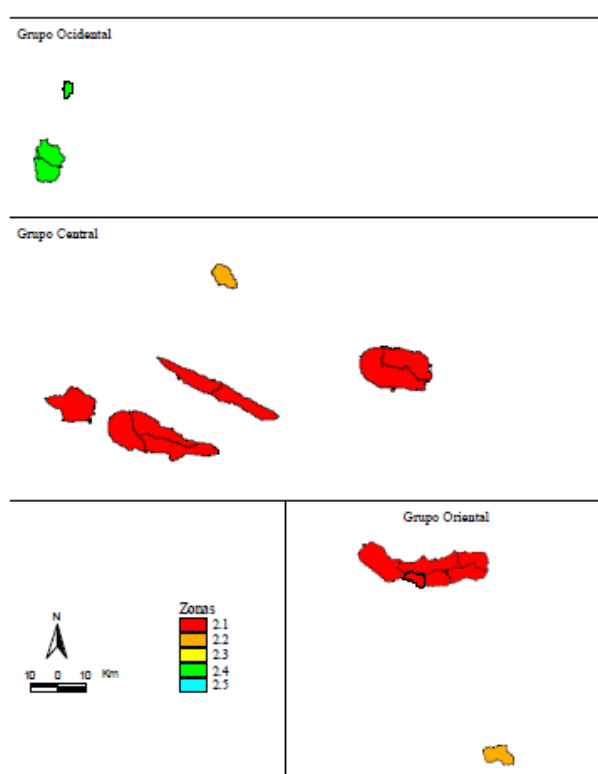 Grupo Ocidental
Grupo Central
Grupo Oriental
N
10 0 10 Km
Zonas
2.1
2.2
2.3
2.4
2.5